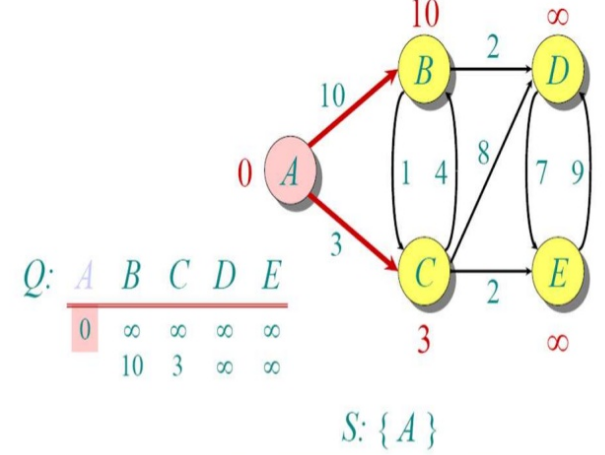 10 ∞
B 2 D
10
0 A 1 4 8 7 9
3
C 2 E
3 ∞
Q: A B C D E
0 ∞ ∞ ∞ ∞
10 3 ∞ ∞
S: { A }